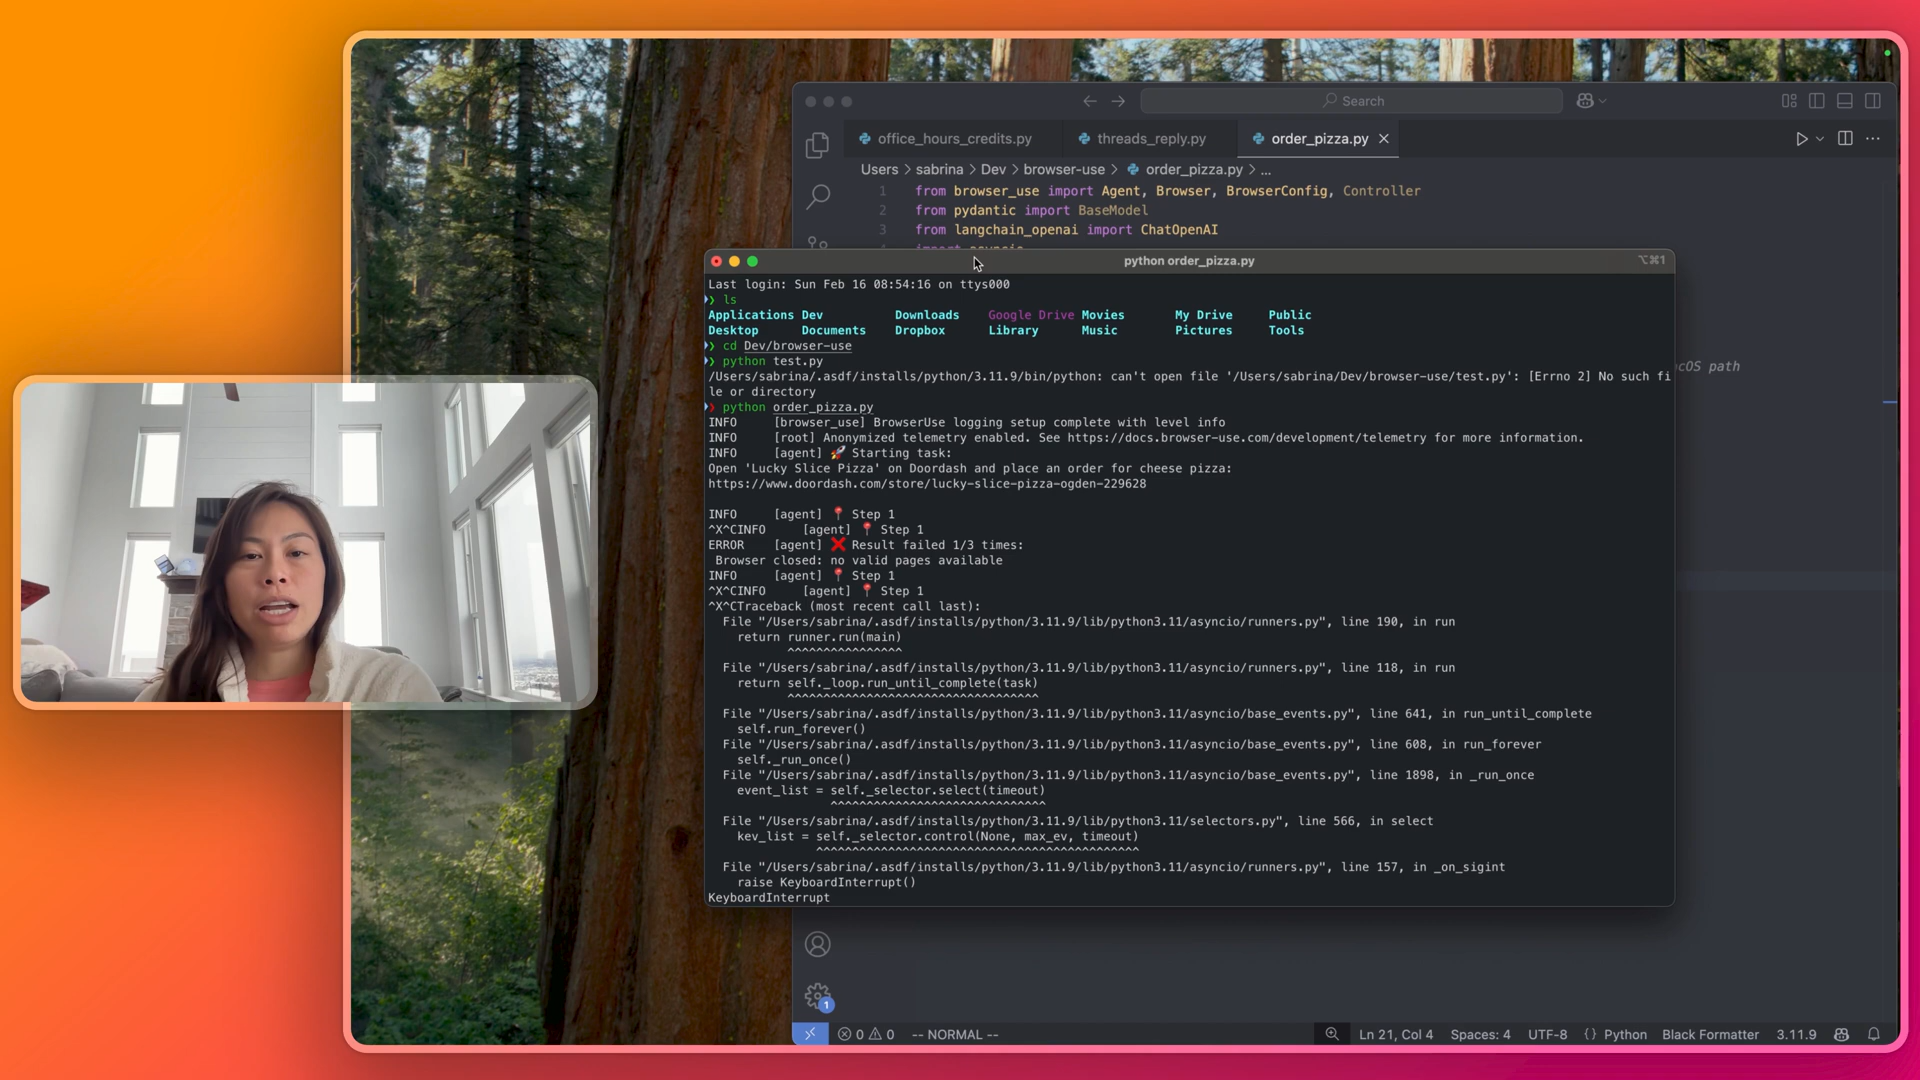 Search
office_hours_credits.py
threads_reply.py
order_pizza.py
Users > sabrina > Dev > browser-use > order_pizza.py > ...
1 from browser_use import Agent, Browser, BrowserConfig, Controller
2 from pydantic import BaseModel
3 from langchain_openai import ChatOpenAI
python order_pizza.py
⌥⌘1
Last login: Sun Feb 16 08:54:16 on ttys000
❯ ls
Applications Dev Downloads Google Drive Movies My Drive Public
Desktop Documents Dropbox Library Music Pictures Tools
❯ cd Dev/browser-use
❯ python test.py
/Users/sabrina/.asdf/installs/python/3.11.9/bin/python: can't open file '/Users/sabrina/Dev/browser-use/test.py': [Errno 2] No such fi
le or directory
❯ python order_pizza.py
INFO [browser_use] BrowserUse logging setup complete with level info
INFO [root] Anonymized telemetry enabled. See https://docs.browser-use.com/development/telemetry for more information.
INFO [agent] 🚀 Starting task:
Open 'Lucky Slice Pizza' on Doordash and place an order for cheese pizza:
https://www.doordash.com/store/lucky-slice-pizza-ogden-229628
INFO [agent] 📍 Step 1
^X^CINFO [agent] 📍 Step 1
ERROR [agent] ❌ Result failed 1/3 times:
Browser closed: no valid pages available
INFO [agent] 📍 Step 1
^X^CINFO [agent] 📍 Step 1
^X^CTraceback (most recent call last):
File "/Users/sabrina/.asdf/installs/python/3.11.9/lib/python3.11/asyncio/runners.py", line 190, in run
return runner.run(main)
^^^^^^^^^^^^^^^^
File "/Users/sabrina/.asdf/installs/python/3.11.9/lib/python3.11/asyncio/runners.py", line 118, in run
return self._loop.run_until_complete(task)
^^^^^^^^^^^^^^^^^^^^^^^^^^^^^^^^^^^
File "/Users/sabrina/.asdf/installs/python/3.11.9/lib/python3.11/asyncio/base_events.py", line 641, in run_until_complete
self.run_forever()
File "/Users/sabrina/.asdf/installs/python/3.11.9/lib/python3.11/asyncio/base_events.py", line 608, in run_forever
self._run_once()
File "/Users/sabrina/.asdf/installs/python/3.11.9/lib/python3.11/asyncio/base_events.py", line 1898, in _run_once
event_list = self._selector.select(timeout)
^^^^^^^^^^^^^^^^^^^^^^^^^^^^^^
File "/Users/sabrina/.asdf/installs/python/3.11.9/lib/python3.11/selectors.py", line 566, in select
kev_list = self._selector.control(None, max_ev, timeout)
^^^^^^^^^^^^^^^^^^^^^^^^^^^^^^^^^^^^^^^^^^^^^
File "/Users/sabrina/.asdf/installs/python/3.11.9/lib/python3.11/asyncio/runners.py", line 157, in _on_sigint
raise KeyboardInterrupt()
KeyboardInterrupt
path
1
0 0 -- NORMAL -- Ln 21, Col 4 Spaces: 4 UTF-8 {} Python Black Formatter 3.11.9